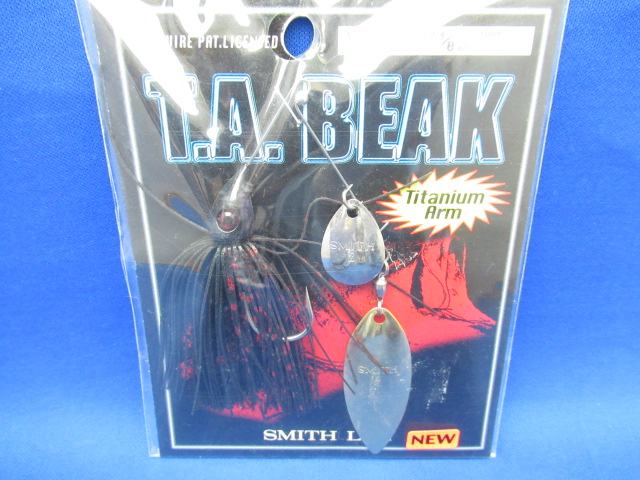 WIRE PAT.LICENSED
T.A. BEAK
Titanium
Arm
SMITH
SMITH
SMITH L
NEW